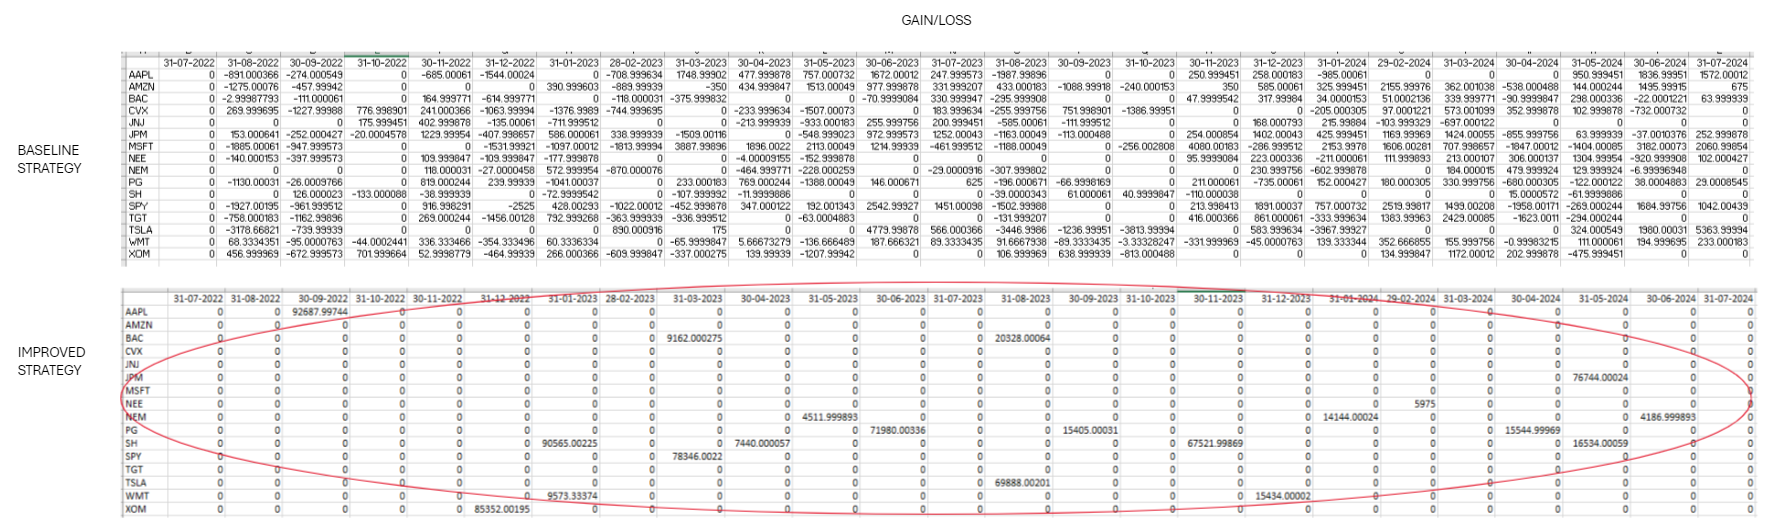 GAIN/LOSS
31-07-2022 31-08-2022 30-09-2022 31-10-2022 30-11-2022 31-12-2022 31-01-2023 28-02-2023 31-03-2023 30-04-2023 31-05-2023 30-06-2023 31-07-2023 31-08-2023 30-09-2023 31-10-2023 30-11-2023 31-12-2023 31-01-2024 29-02-2024 31-03-2024 30-04-2024 31-05-2024 30-06-2024 31-07-2024
AAPL 0 -891.000366 -274.000549 0 -685.00061 -1544.00024 0 -708.999634 1748.99902 477.999878 757.000732 1672.00012 247.999573 -1987.99896 0 0 250.999451 258.000183 -985.00061 0 0 0 950.999451 1836.99951 1572.00012
AMZN 0 -1275.00076 -457.99942 0 0 0 390.999603 -889.99939 -350 434.999847 1513.00049 977.999878 331.999207 433.000183 -1088.99918 -240.000153 350 585.00061 325.999451 2155.99976 362.001038 -538.000488 144.000244 1495.99915 675
BAC 0 -2.99987793 -111.000061 0 164.999771 -614.999771 0 -118.000031 -375.999832 0 0 -70.9999084 330.999947 -295.999908 0 0 47.9999542 317.99984 34.0000153 51.0002136 339.999771 -90.9999847 298.000336 -22.0001221 63.999939
CVX 0 269.999695 -1227.99988 776.998901 241.000366 -1063.99994 -1376.9989 -744.999695 0 -233.999634 -1507.00073 0 183.999634 -255.999756 751.998901 -1386.99951 0 0 -205.000305 97.0001221 573.001099 352.999878 102.999878 -732.000732 0
JNJ 0 0 0 175.999451 402.999878 -135.00061 -711.999512 0 0 -213.999939 -933.000183 255.999756 200.999451 -585.00061 -111.999512 0 0 168.000793 215.99884 -103.999329 -697.000122 0 0 0 0
JPM 0 153.000641 -252.000427 -20.0004578 1229.99954 -407.998657 586.000061 338.999939 -1509.00116 0 -548.999023 972.999573 1252.00043 -1163.00049 -113.000488 0 254.000854 1402.00043 425.999451 1169.99969 1424.00055 -855.999756 63.999939 -37.0010376 252.999878
MSFT 0 -1885.00061 -947.999573 0 0 -1531.99921 -1097.00012 -1813.99994 3887.99896 1896.0022 2113.00049 1214.99939 -461.999512 -1188.00049 0 -256.002808 4080.00183 -286.999512 2153.9978 1606.00281 707.998657 -1847.0012 -1404.00085 3182.00073 2060.99854
NEE 0 -140.000153 -397.999573 0 109.999847 -109.999847 -177.999878 0 0 -4.00009155 -152.999878 0 0 0 0 0 95.9999084 223.000336 -211.000061 111.999893 213.000107 306.000137 1304.99954 -920.999908 102.000427
NEM 0 0 0 0 118.000031 -27.0000458 572.999954 -670.000076 0 -464.999771 -228.000259 0 -29.0000916 -307.999802 0 0 0 230.999756 -602.999878 0 184.000015 479.999924 129.999924 -6.99996948 0
PG 0 -1130.00031 -26.0009766 0 819.000244 239.99939 -1041.00037 0 233.000183 769.000244 -1388.00049 146.000671 625 -196.000671 -66.9998169 0 211.000061 -735.00061 152.000427 180.000305 330.999756 -680.000305 -122.000122 38.0004883 29.0008545
SH 0 0 126.000023 -133.000088 -38.999939 0 -72.9999542 0 -107.999992 -11.9999886 0 0 0 -39.0000343 61.000061 40.9999847 -110.000038 0 0 0 0 15.0000572 -61.9999886 0 0
SPY 0 -1927.00195 -961.999512 0 916.998291 -2525 428.00293 -1022.00012 -452.999878 347.000122 192.001343 2542.99927 1451.00098 -1502.99988 0 0 213.998413 1891.00037 757.000732 2519.99817 1499.00208 -1958.00171 -269.000244 1684.99756 1042.00439
TGT 0 -758.000183 -1162.99896 0 269.000244 -1456.00128 792.999268 -363.999939 -936.999512 0 -63.0004883 0 0 -131.999207 0 0 416.000366 861.000061 -333.999634 1383.99963 2429.00085 -1623.0011 -294.000244 0 0
TSLA 0 -3178.66821 -739.99939 0 0 0 0 890.000916 175 0 0 4779.99878 566.000366 -3446.9986 -1236.99951 -3813.99994 0 583.999634 -3967.99927 0 0 0 324.000549 1980.00031 5363.99994
WMT 0 68.3334351 -95.0000763 -44.0002441 336.333466 -354.333496 60.3336334 0 -65.9999847 5.66673279 -136.666489 187.666321 89.3333435 91.6667938 -89.3333435 -3.33328247 -331.999969 -45.0000763 139.333344 352.666855 155.999756 -0.99983215 111.000061 194.999695 233.000183
XOM 0 456.999969 -672.999573 701.999664 52.9998779 -464.99939 266.000366 -609.999847 -337.000275 139.99939 -1207.99942 0 0 106.999969 638.999939 -813.000488 0 0 0 134.999847 1172.00012 202.999878 -475.999451 0 0
BASELINE
STRATEGY
31-07-2022 31-08-2022 30-09-2022 31-10-2022 30-11-2022 31-12-2022 31-01-2023 28-02-2023 31-03-2023 30-04-2023 31-05-2023 30-06-2023 31-07-2023 31-08-2023 30-09-2023 31-10-2023 30-11-2023 31-12-2023 31-01-2024 29-02-2024 31-03-2024 30-04-2024 31-05-2024 30-06-2024 31-07-2024
AAPL 0 0 92687.99744 0 0 0 0 0 0 0 0 0 0 0 0 0 0 0 0 0 0 0 0 0 0
AMZN 0 0 0 0 0 0 0 0 0 0 0 0 0 0 0 0 0 0 0 0 0 0 0 0 0
BAC 0 0 0 0 0 0 0 0 9162.000275 0 0 0 0 20328.00064 0 0 0 0 0 0 0 0 0 0 0
CVX 0 0 0 0 0 0 0 0 0 0 0 0 0 0 0 0 0 0 0 0 0 0 0 0 0
JNJ 0 0 0 0 0 0 0 0 0 0 0 0 0 0 0 0 0 0 0 0 0 0 0 0 0
JPM 0 0 0 0 0 0 0 0 0 0 0 0 0 0 0 0 0 0 0 0 0 0 76744.00024 0 0
MSFT 0 0 0 0 0 0 0 0 0 0 0 0 0 0 0 0 0 0 0 0 0 0 0 0 0
NEE 0 0 0 0 0 0 0 0 0 0 0 0 0 0 0 0 0 0 0 5975 0 0 0 0 0
NEM 0 0 0 0 0 0 0 0 0 0 4511.999893 0 0 0 0 0 0 0 14144.00024 0 0 0 0 4186.999893 0
PG 0 0 0 0 0 0 0 0 0 0 0 71980.00336 0 0 15405.00031 0 0 0 0 0 0 15544.99969 0 0 0
SH 0 0 0 0 0 0 90565.00225 0 0 7440.000057 0 0 0 0 0 0 67521.99869 0 0 0 0 0 16534.00059 0 0
SPY 0 0 0 0 0 0 0 0 78346.0022 0 0 0 0 0 0 0 0 0 0 0 0 0 0 0 0
TGT 0 0 0 0 0 0 0 0 0 0 0 0 0 0 0 0 0 0 0 0 0 0 0 0 0
TSLA 0 0 0 0 0 0 0 0 0 0 0 0 0 69888.00201 0 0 0 0 0 0 0 0 0 0 0
WMT 0 0 0 0 0 0 9573.33374 0 0 0 0 0 0 0 0 0 0 15434.00002 0 0 0 0 0 0 0
XOM 0 0 0 0 0 85352.00195 0 0 0 0 0 0 0 0 0 0 0 0 0 0 0 0 0 0 0
IMPROVED
STRATEGY